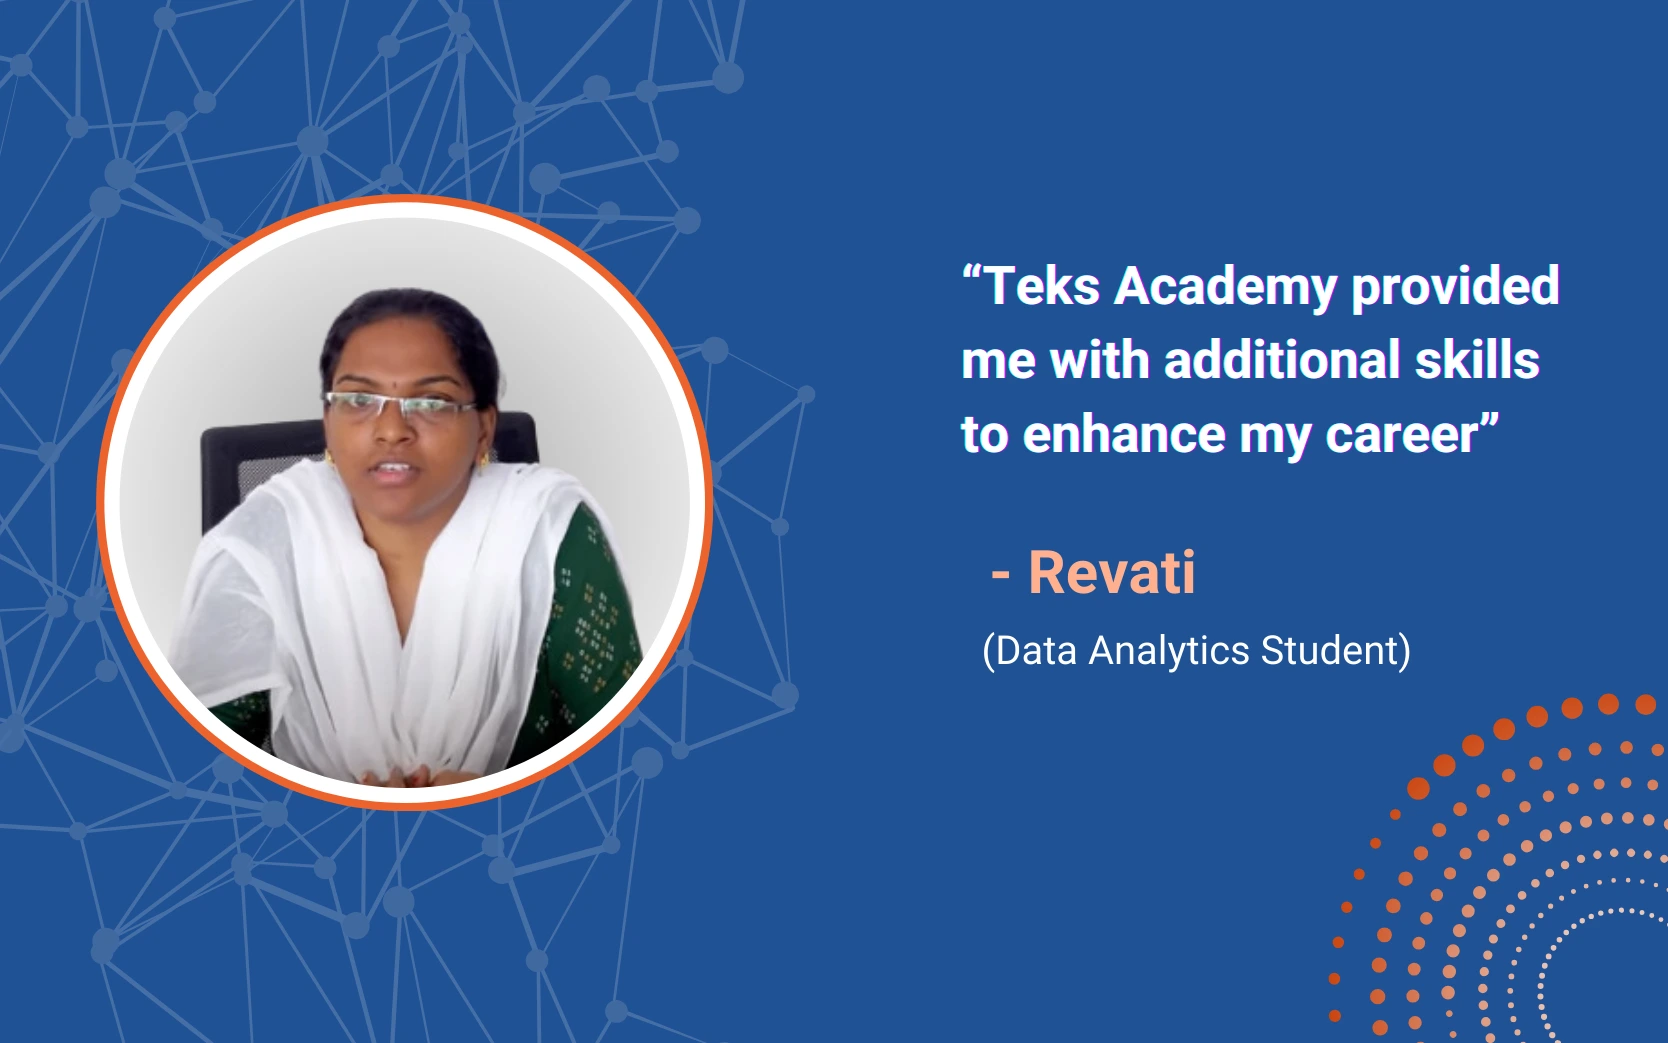 “Teks Academy provided
me with additional skills
to enhance my career”
- Revati
(Data Analytics Student)